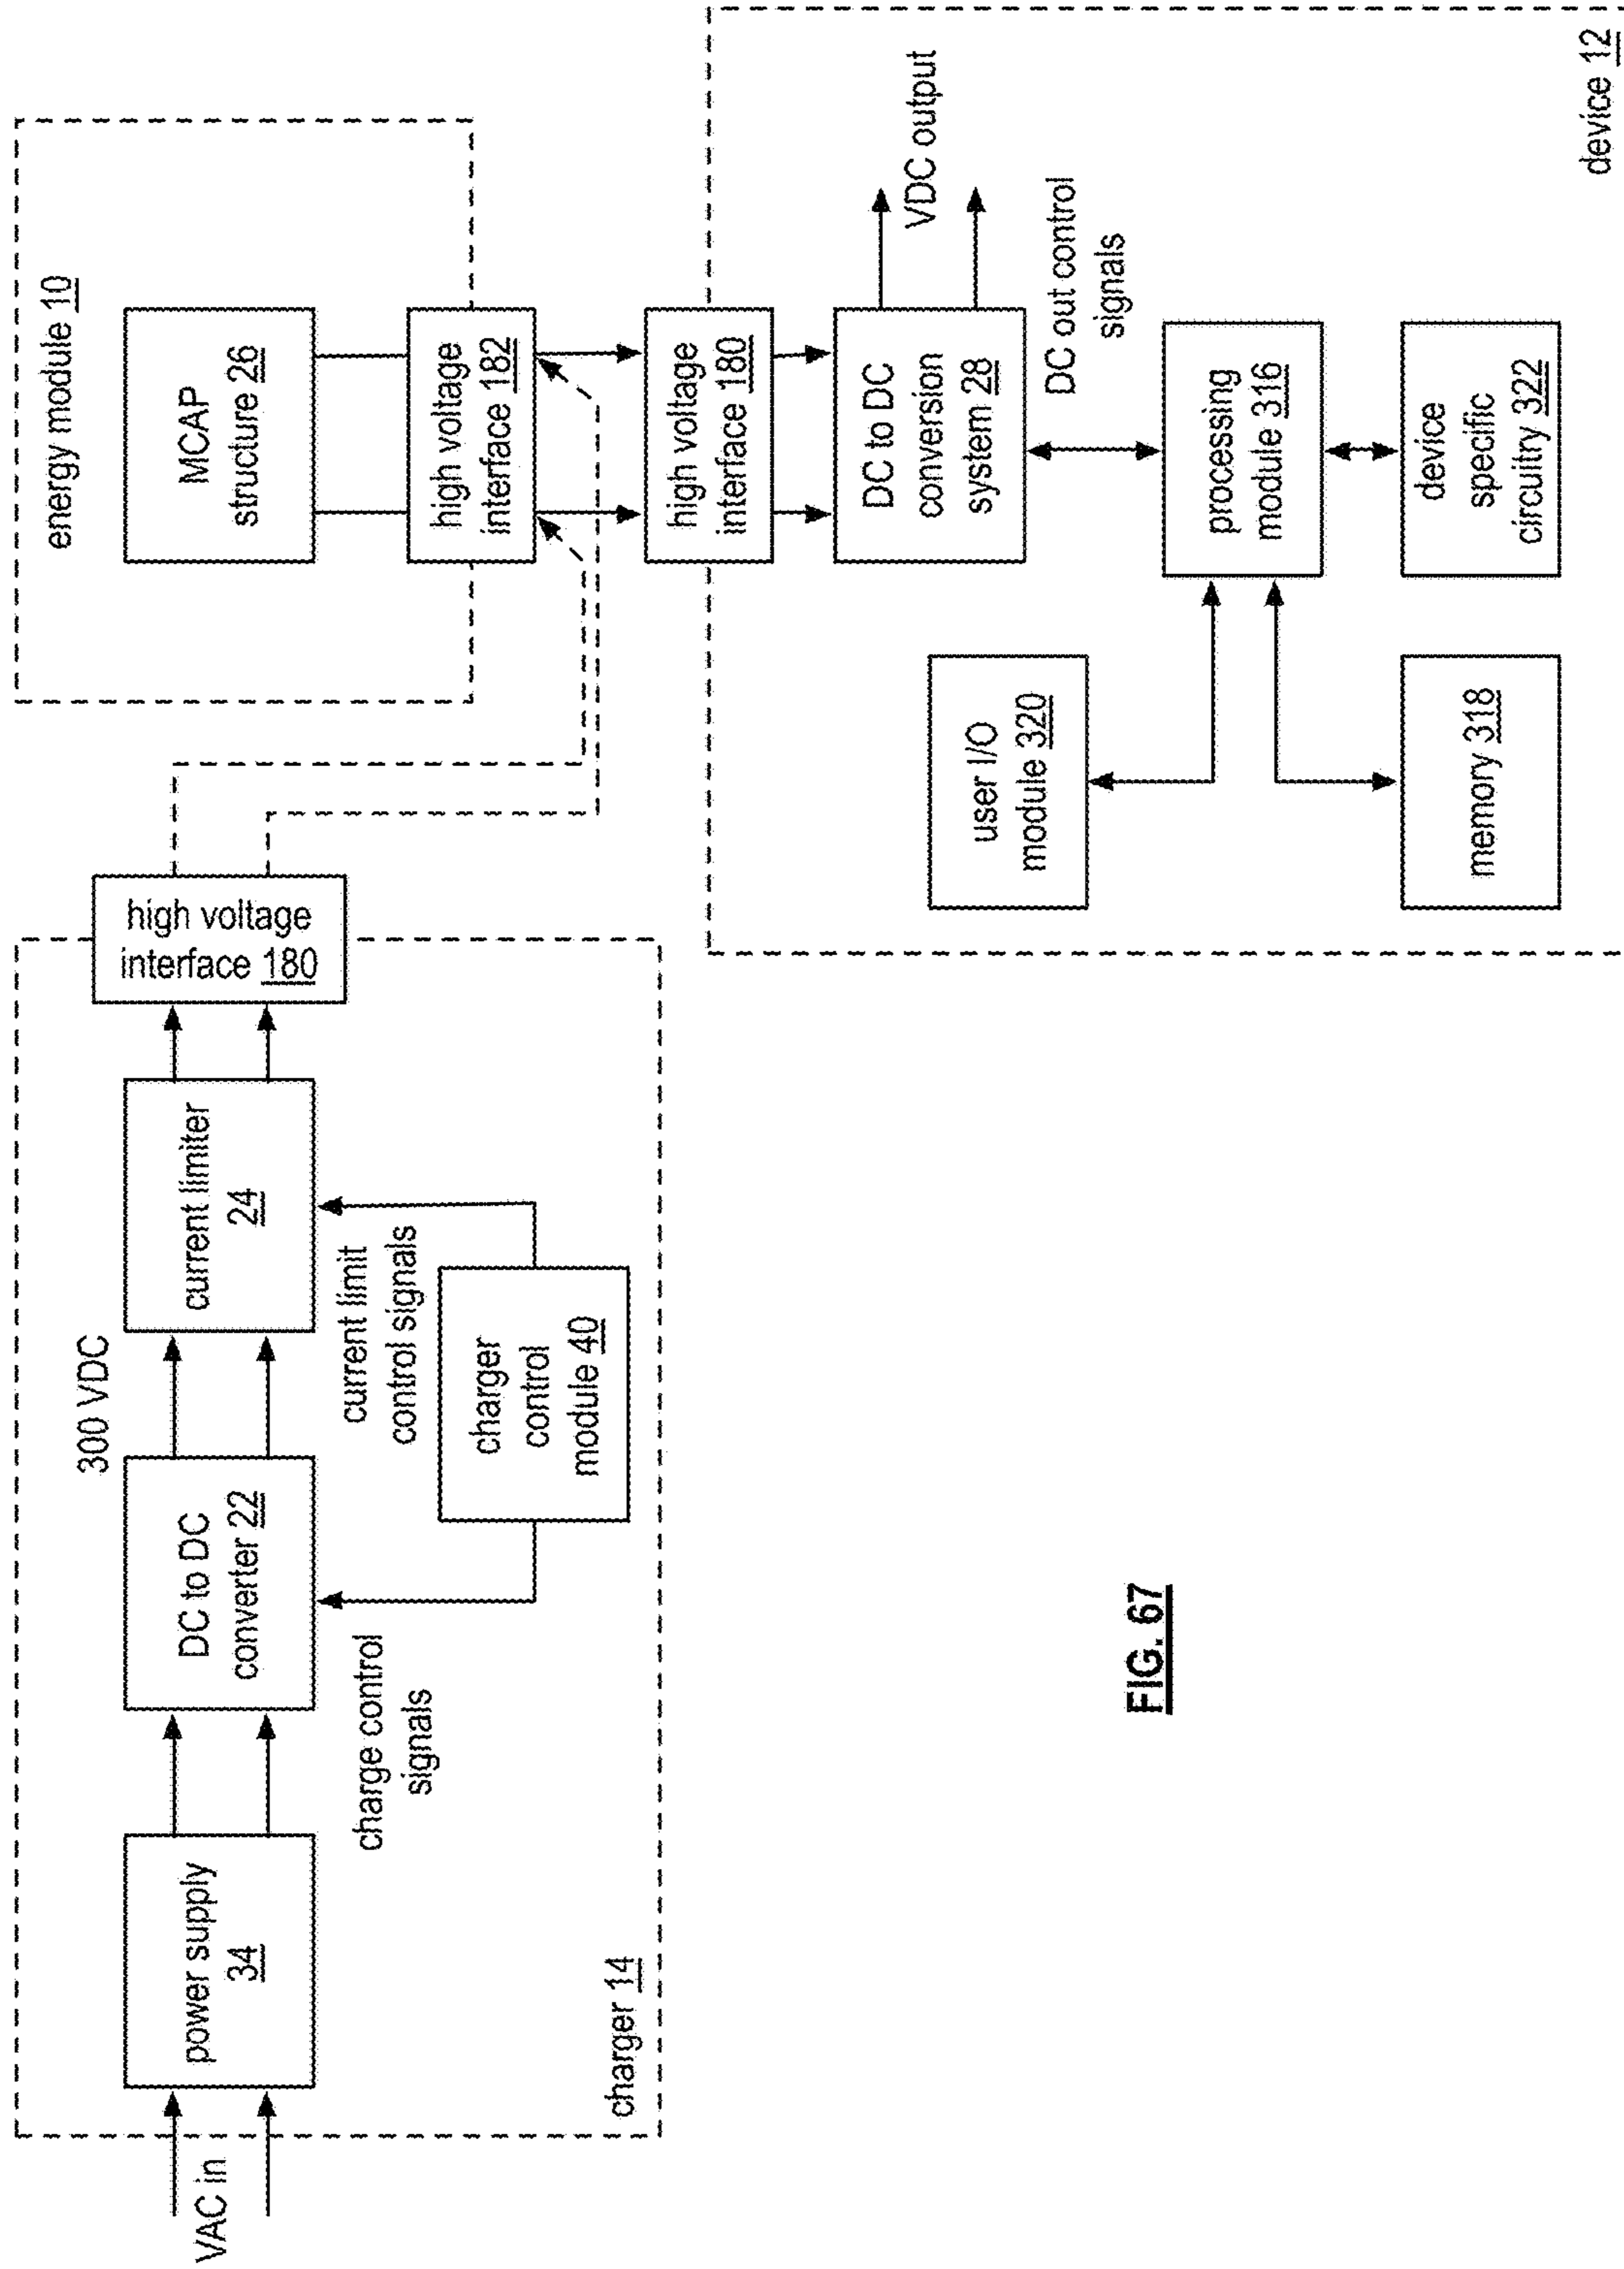 VAC in
power supply
34
DC to DC
converter 22
300 VDC
current limiter
24
high voltage
interface 180
charge control
signals
current limit
control signals
charger
control
module 40
charger 14
energy module 10
MCAP
structure 26
high voltage
interface 182
high voltage
interface 180
DC to DC
conversion
system 28
VDC output
DC out control
signals
user I/O
module 320
processing
module 316
memory 318
device
specific
circuitry 322
device 12
FIG. 67